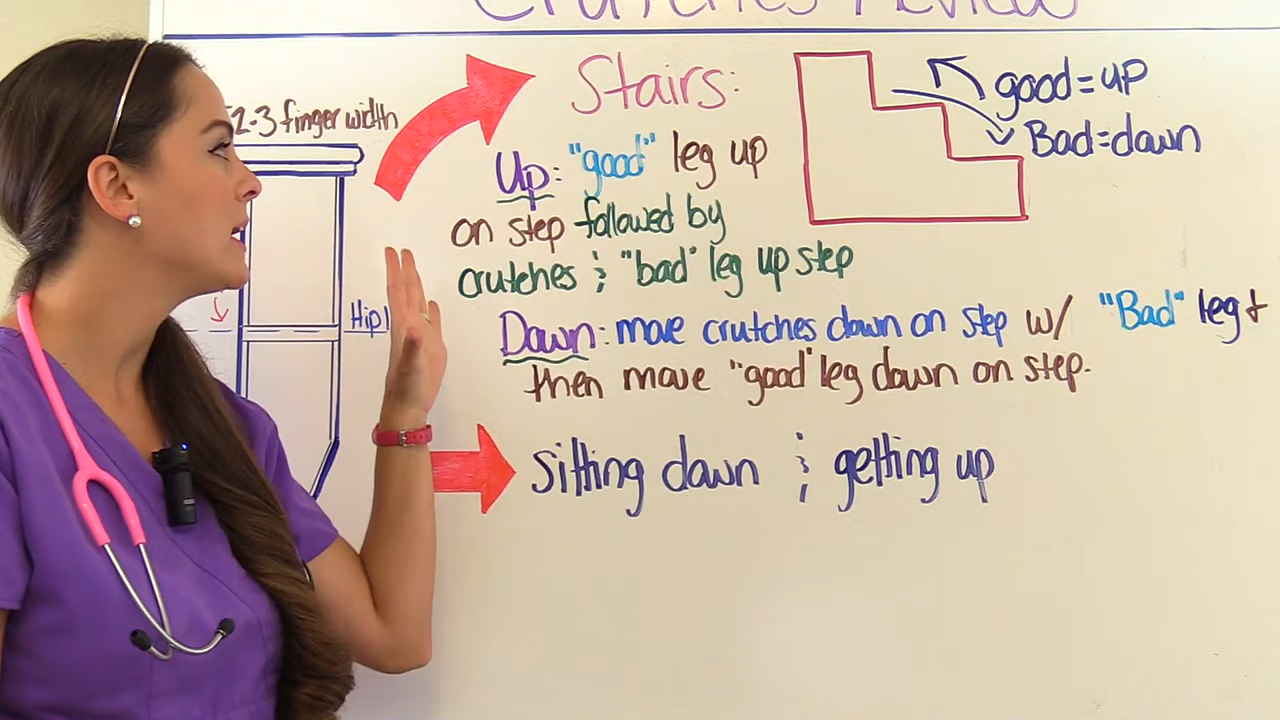 Crutches Review
2-3 finger width
Stairs:
good=up
Bad=down
Up: "good" leg up
on step followed by
crutches & "bad" leg up step
Hip
Down: move crutches down on step w/ "Bad" leg +
then move "good" leg down on step.
sitting down & getting up